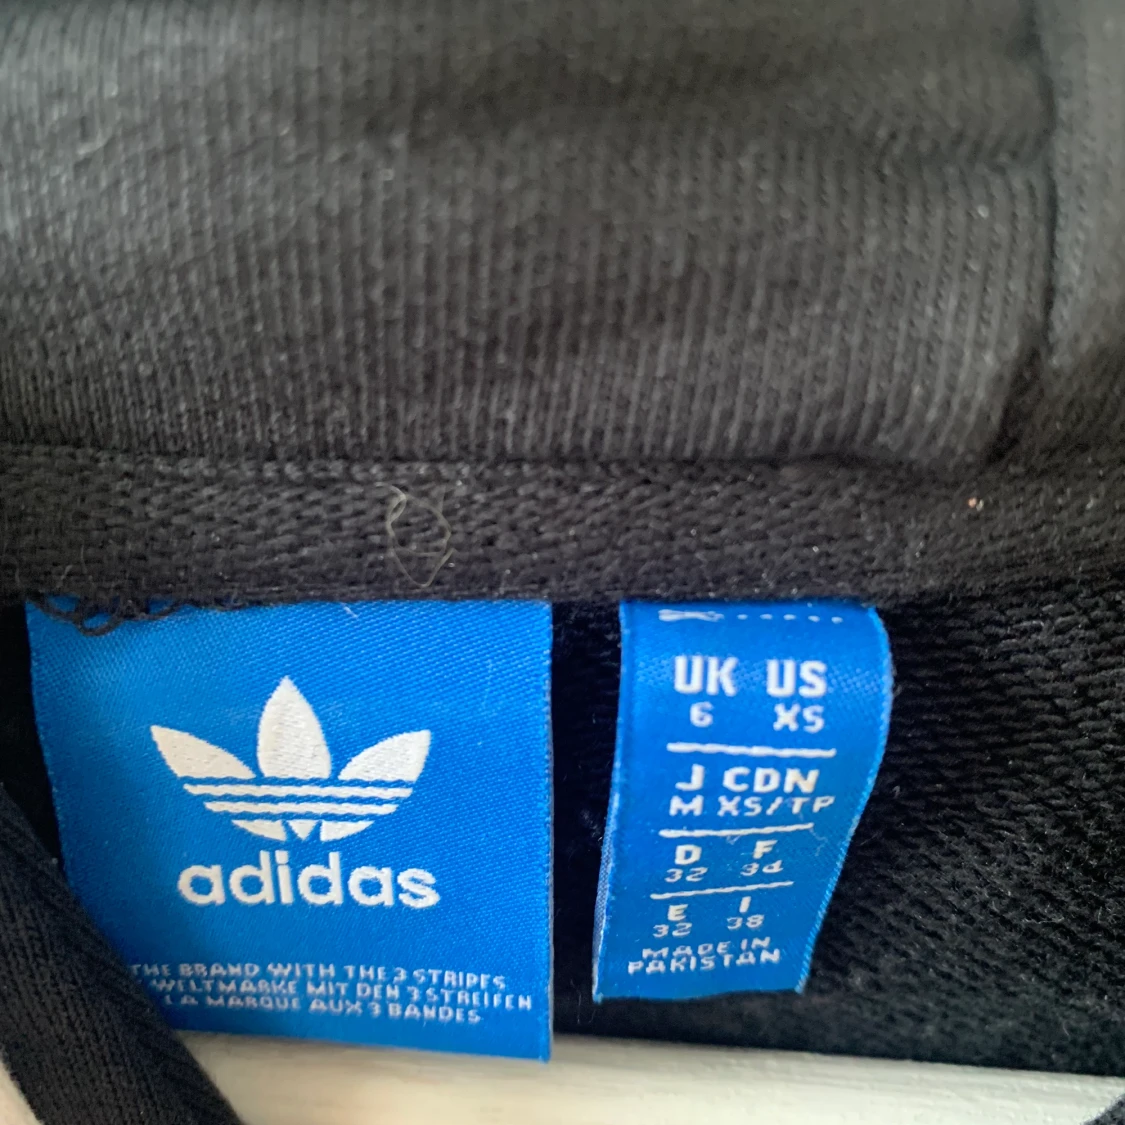 adidas
THE BRAND WITH THE 3 STRIPES
WELTMARKE MIT DEN 3 STREIFEN
LA MARQUE AUX 3 BANDES
UK US
6 XS
J CDN
M XS/TP
D F
32 34
E I
32 38
MADE IN
PAKISTAN